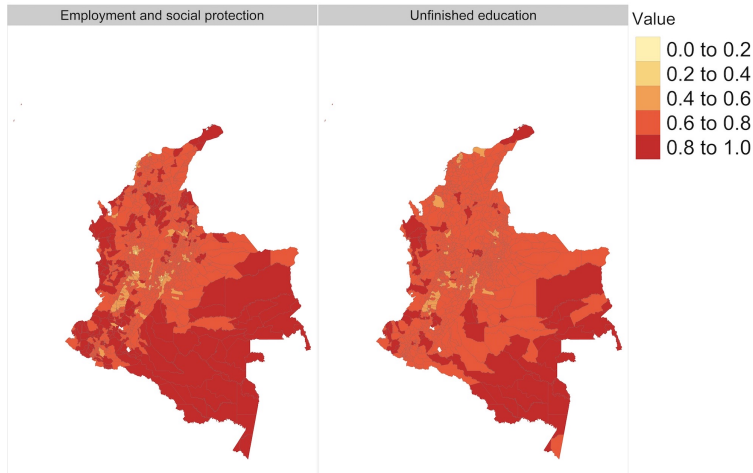 Employment and social protection
Unfinished education
Value
0.0 to 0.2
0.2 to 0.4
0.4 to 0.6
0.6 to 0.8
0.8 to 1.0